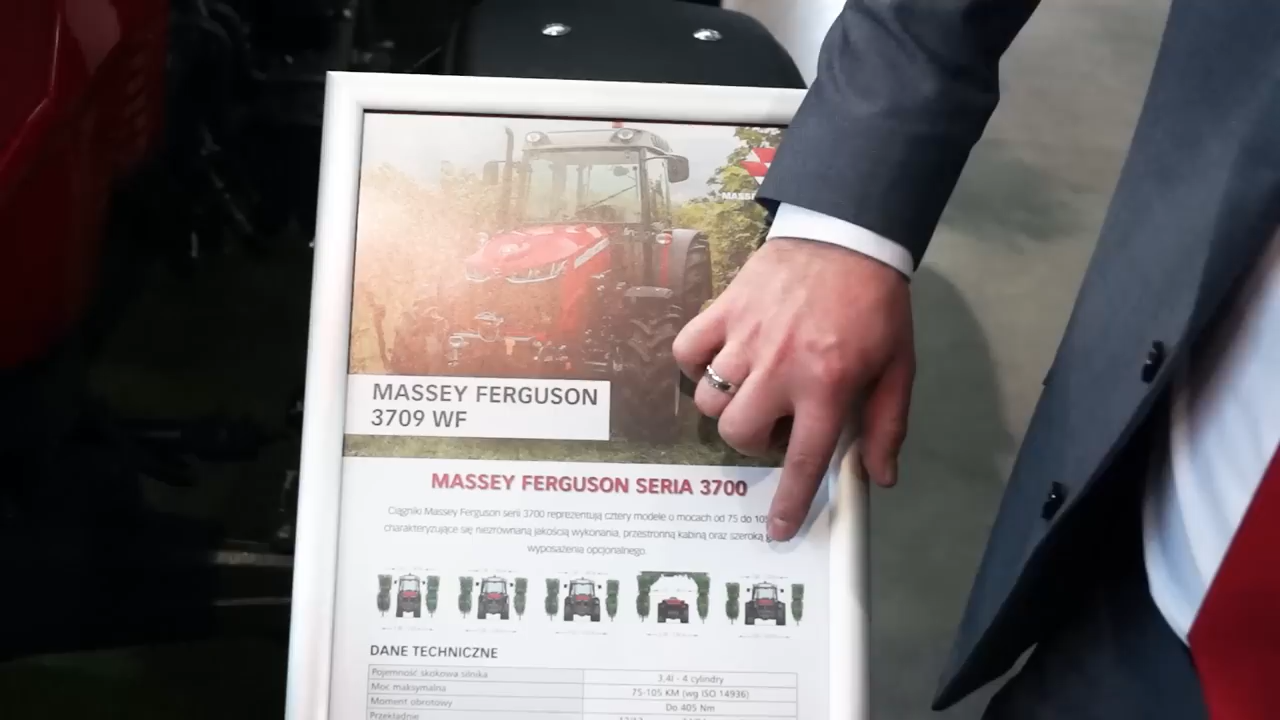 MASSEY FERGUSON
3709 WF
MASSEY FERGUSON SERIA 3700
Ciągniki Massey Ferguson serii 3700 reprezentują cztery modele o mocach od 75 do
charakteryzujące się niezrównaną jakością wykonania, przestronną kabiną oraz szeroką
wyposażenia opcjonalnego.
DANE TECHNICZNE
Pojemność skokowa silnika 3,4l - 4 cylindry
Moc maksymalna 75-105 KM (wg ISO 14936)
Moment obrotowy Do 405 Nm
Przekładnie